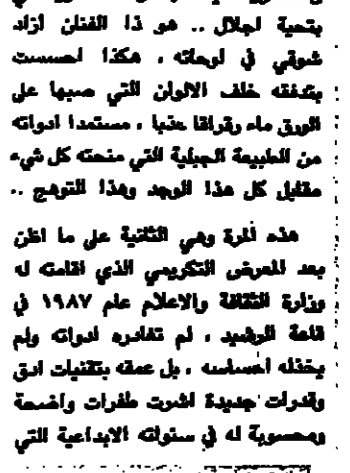 بتحية اجلال .. هو ذا الفنان ازاد
شوقي في لوحاته ، هكذا احسست
بتدفقه خلف الالوان التي صبها على
الورق ماء رقراقا عذبا ، مستمدا ادواته
من الطبيعة الجبلية التي منحته كل شيء
مقابل كل هذا الوجد وهذا التوهج ..
هذه المرة وهي الثانية على ما اظن
بعد المعرض التكريمي الذي اقامته له
وزارة الثقافة والاعلام عام ١٩٨٧ في
قاعة الرشيد ، لم تغادره ادواته ولم
يخذله احساسه ، بل عمقه بتقنيات ادق
وقدرات جديدة اشرت طفرات واضحة
ومحسوبة له في سنواته الابداعية التي